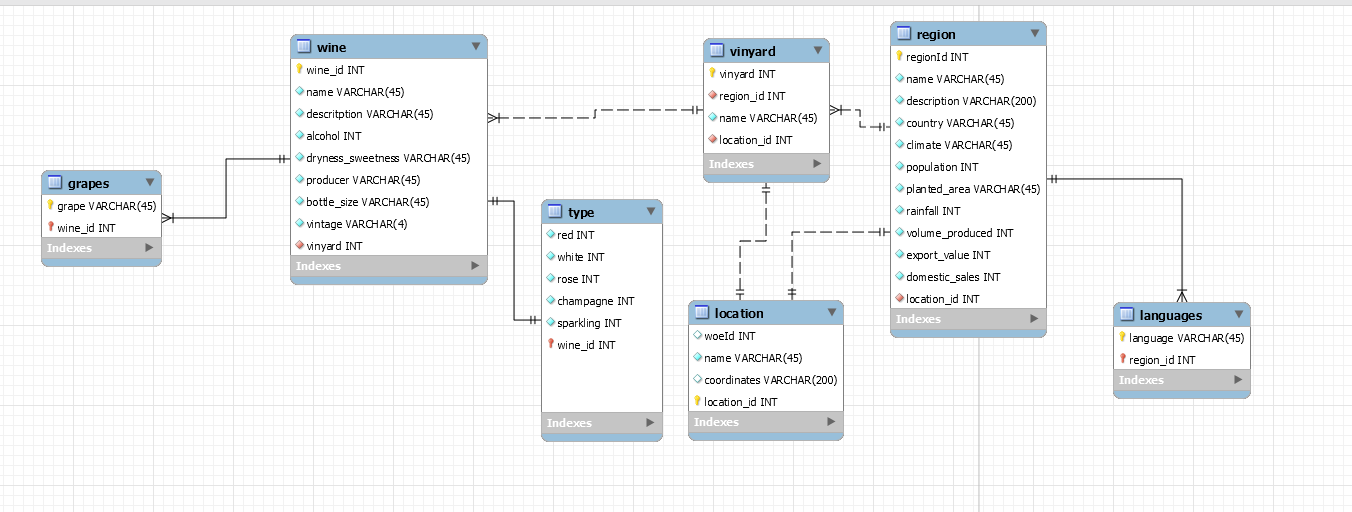 wine
wine_id INT
name VARCHAR(45)
descritption VARCHAR(45)
alcohol INT
dryness_sweetness VARCHAR(45)
producer VARCHAR(45)
bottle_size VARCHAR(45)
vintage VARCHAR(4)
vinyard INT
Indexes
vinyard
vinyard INT
region_id INT
name VARCHAR(45)
location_id INT
Indexes
region
regionId INT
name VARCHAR(45)
description VARCHAR(200)
country VARCHAR(45)
climate VARCHAR(45)
population INT
planted_area VARCHAR(45)
rainfall INT
volume_produced INT
export_value INT
domestic_sales INT
location_id INT
Indexes
grapes
grape VARCHAR(45)
wine_id INT
Indexes
type
red INT
white INT
rose INT
champagne INT
sparkling INT
wine_id INT
Indexes
location
woeId INT
name VARCHAR(45)
coordinates VARCHAR(200)
location_id INT
Indexes
languages
language VARCHAR(45)
region_id INT
Indexes